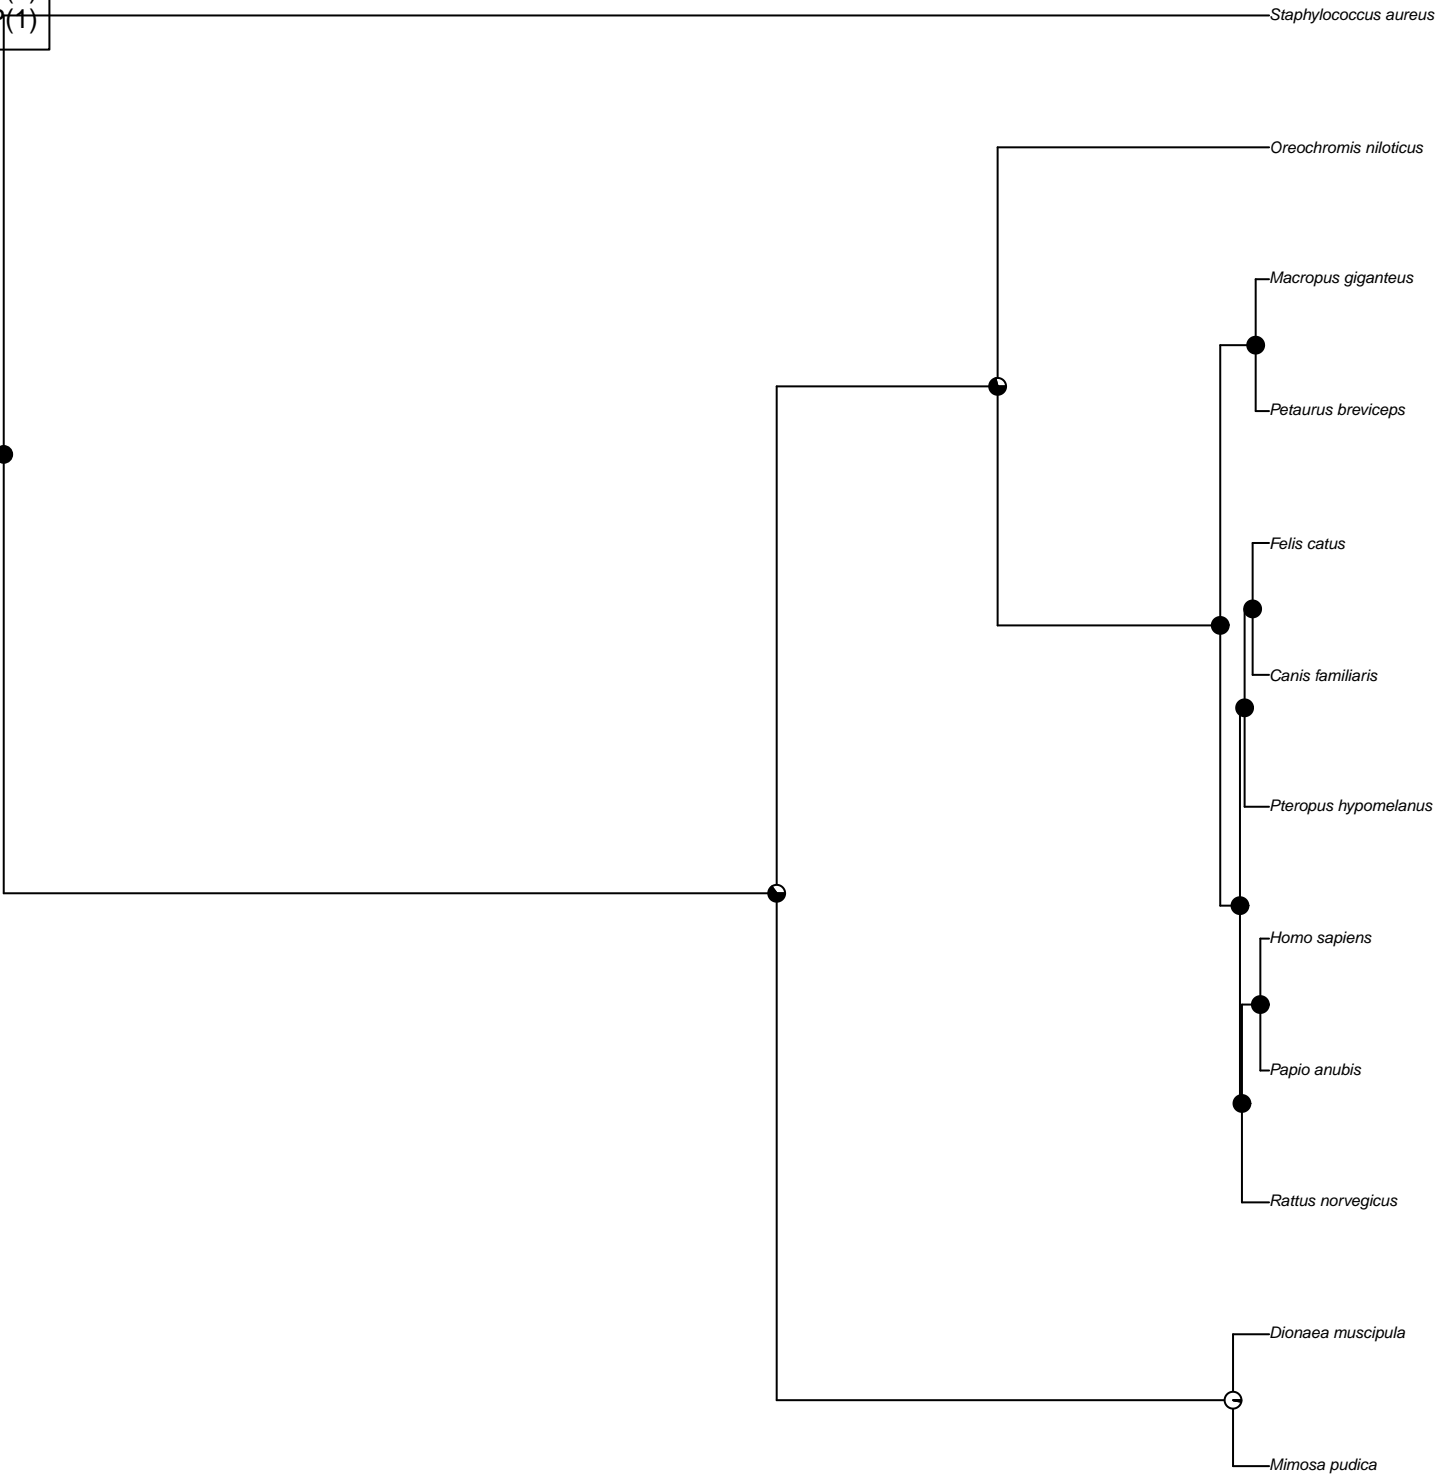 (1)
Staphylococcus aureus
Oreochromis niloticus
Macropus giganteus
Petaurus breviceps
Felis catus
Canis familiaris
Pteropus hypomelanus
Homo sapiens
Papio anubis
Rattus norvegicus
Dionaea muscipula
Mimosa pudica